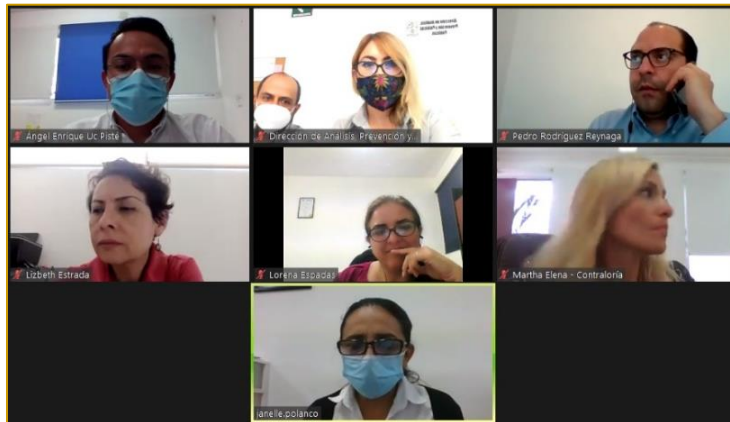 Ángel Enrique Uc Pisté
Dirección de Análisis, Prevención y...
Pedro Rodríguez Reynaga
Lizbeth Estrada
Lorena Espadas
Martha Elena - Contraloría
janelle.polanco